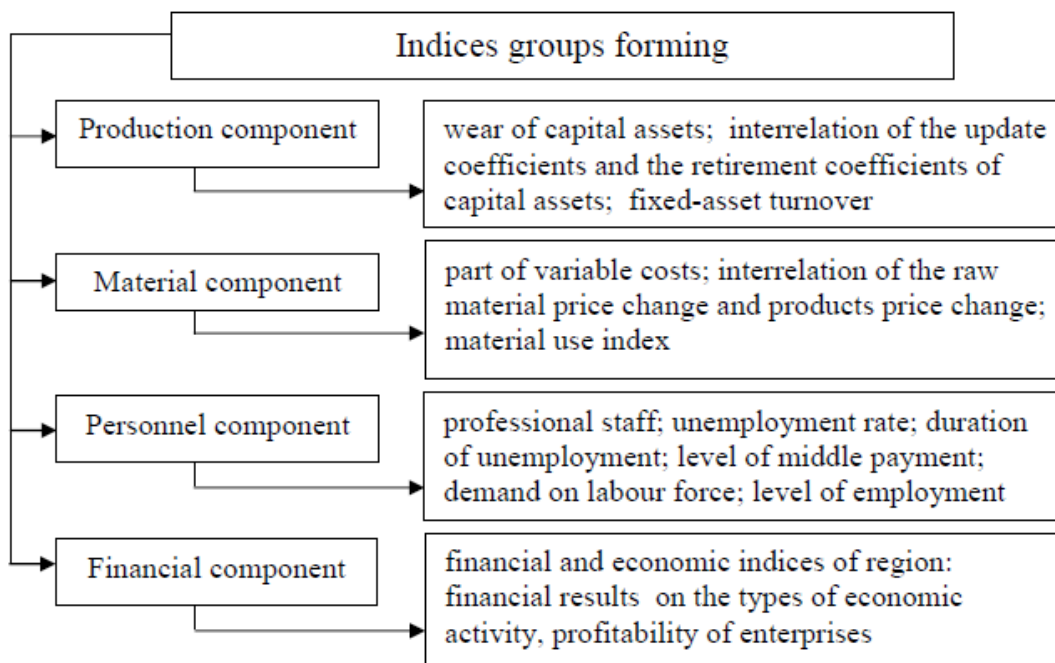 Indices groups forming
Production component
wear of capital assets; interrelation of the update
coefficients and the retirement coefficients of
capital assets; fixed-asset turnover
Material component
part of variable costs; interrelation of the raw
material price change and products price change;
material use index
Personnel component
professional staff; unemployment rate; duration
of unemployment; level of middle payment;
demand on labour force; level of employment
Financial component
financial and economic indices of region:
financial results on the types of economic
activity, profitability of enterprises